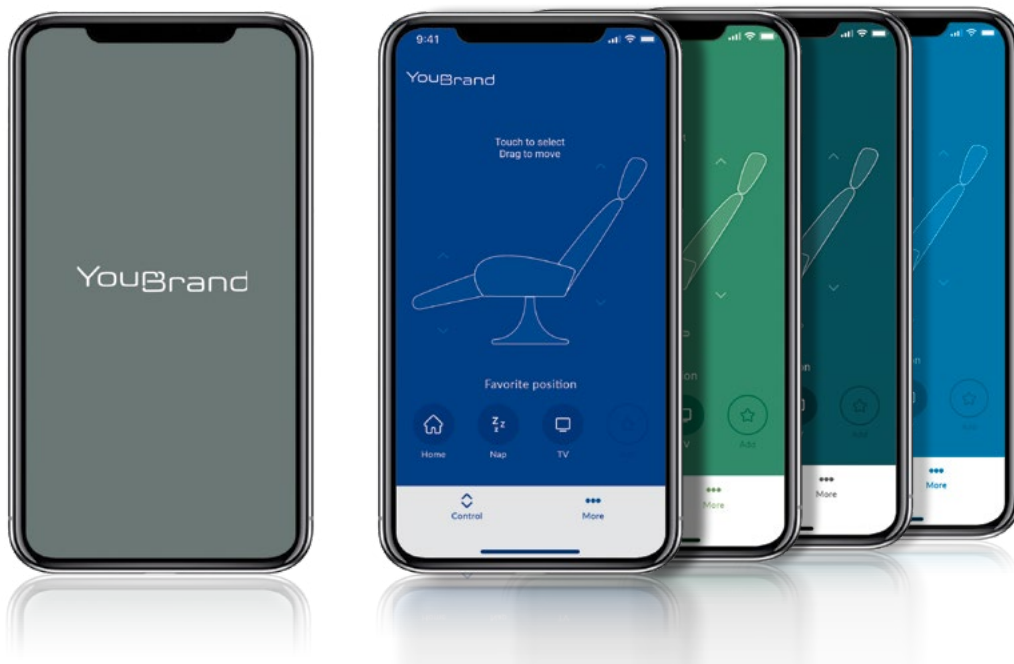 YouBrand
9:41
YouBrand
Touch to select
Drag to move
Favorite position
Home
Nap
TV
Control
More
Add
More
More